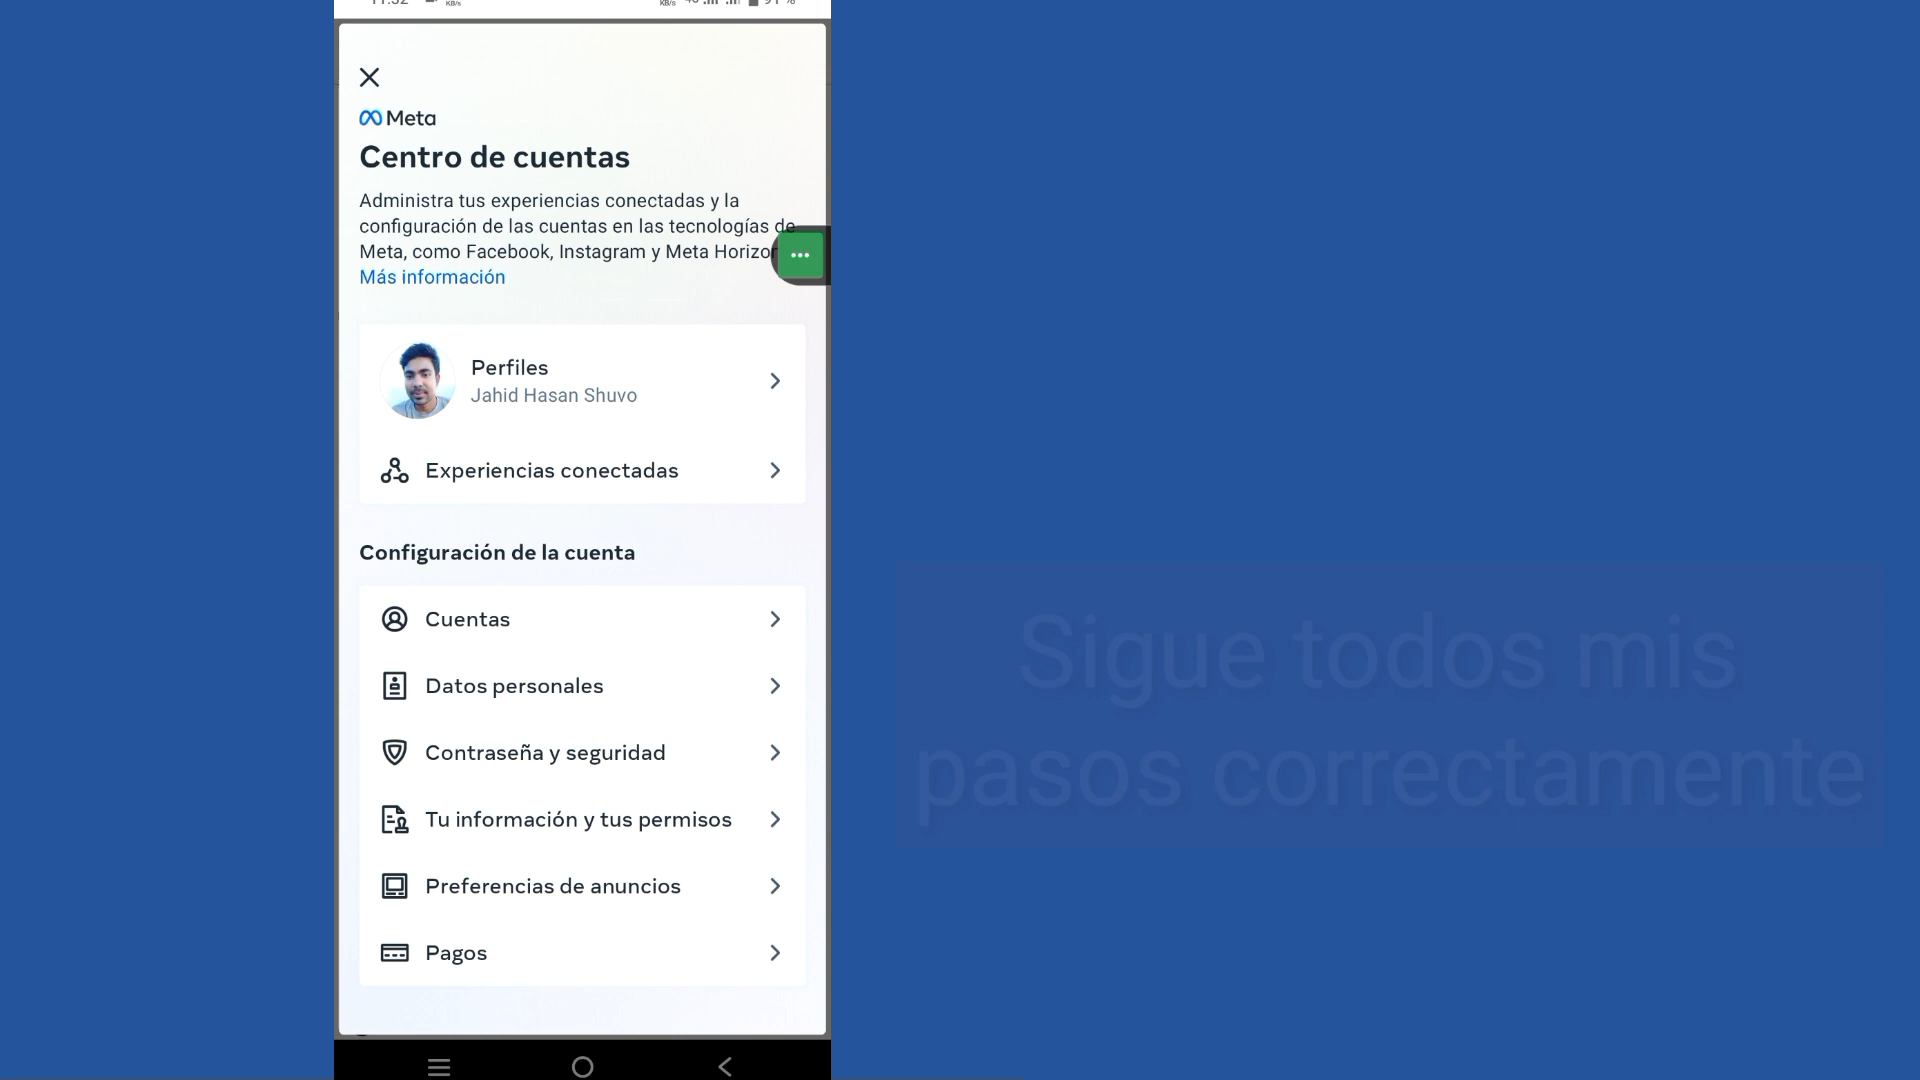 Meta
Centro de cuentas
Administra tus experiencias conectadas y la
configuración de las cuentas en las tecnologías de
Meta, como Facebook, Instagram y Meta
Más información
Perfiles
Jahid Hasan Shuvo
Experiencias conectadas
Configuración de la cuenta
Cuentas
Datos personales
Contraseña y seguridad
Tu información y tus permisos
Preferencias de anuncios
Pagos
Sigue todos mis
pasos correctamente